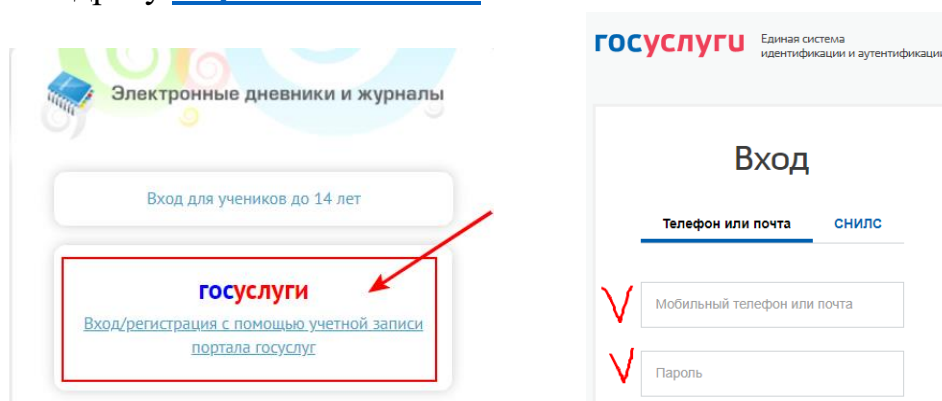 Электронные дневники и журналы
Вход для учеников до 14 лет
госуслуги
Вход/регистрация с помощью учетной записи
портала госуслуг
госуслуги
Единая система
идентификации и аутентификации
Вход
Телефон или почта СНИЛС
Мобильный телефон или почта
Пароль